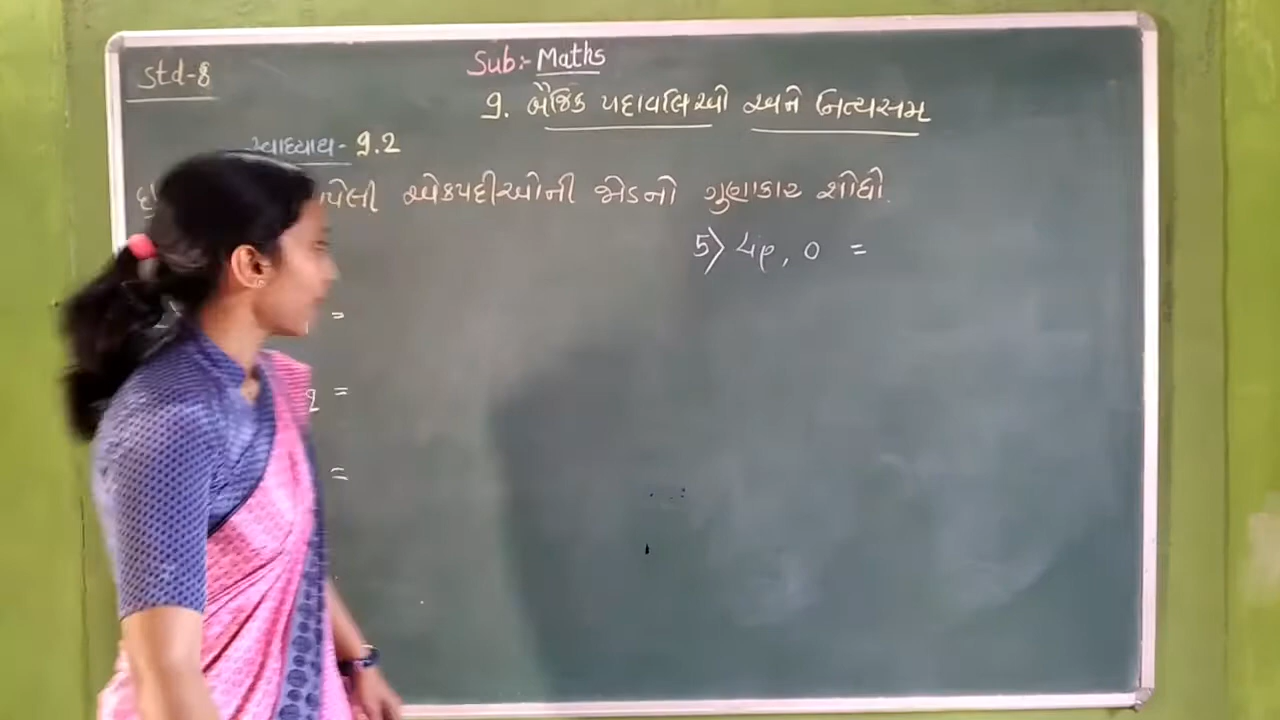 Std-8
Sub:- Maths
9. બૈજિક પદાવલિઓ અને નિત્યસમ
સ્વાધ્યાય- 9.2
એકપદીઓની જોડનો ગુણાકાર શોધો.
5) 4p, 0 =
=
=
=